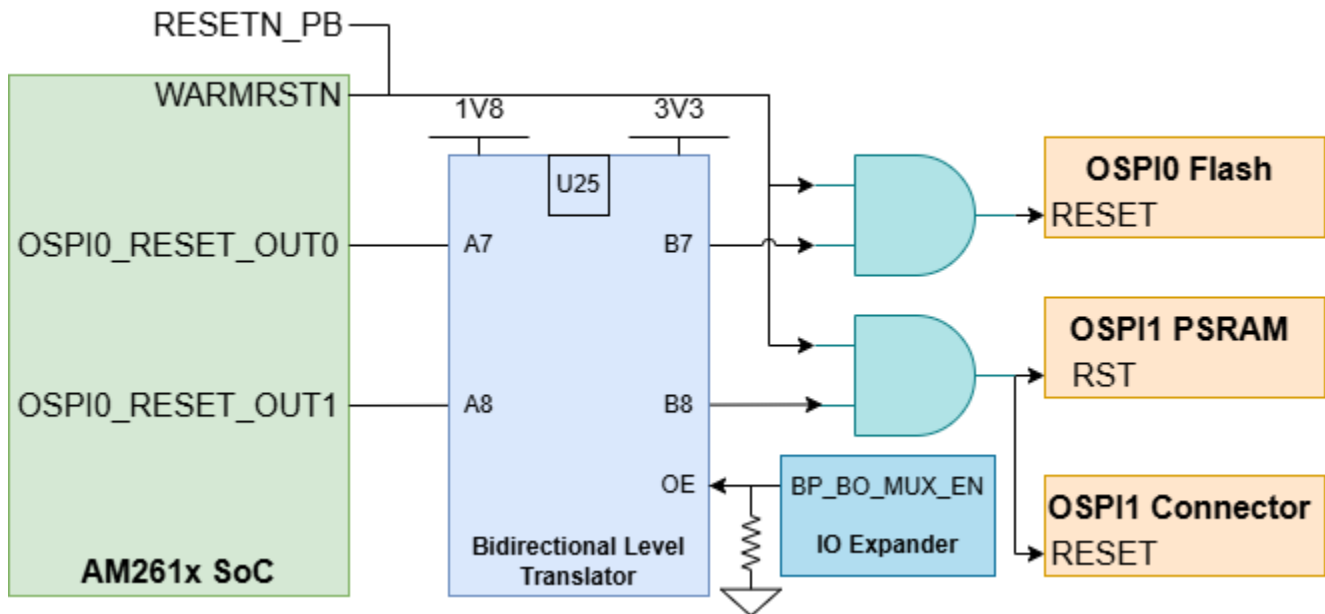 RESETN_PB
WARMRSTN
1V8
3V3
U25
OSPI0 Flash
RESET
OSPI0_RESET_OUT0
A7
B7
OSPI1 PSRAM
RST
OSPI0_RESET_OUT1
A8
B8
OE
BP_BO_MUX_EN
IO Expander
OSPI1 Connector
RESET
Bidirectional Level
Translator
AM261x SoC